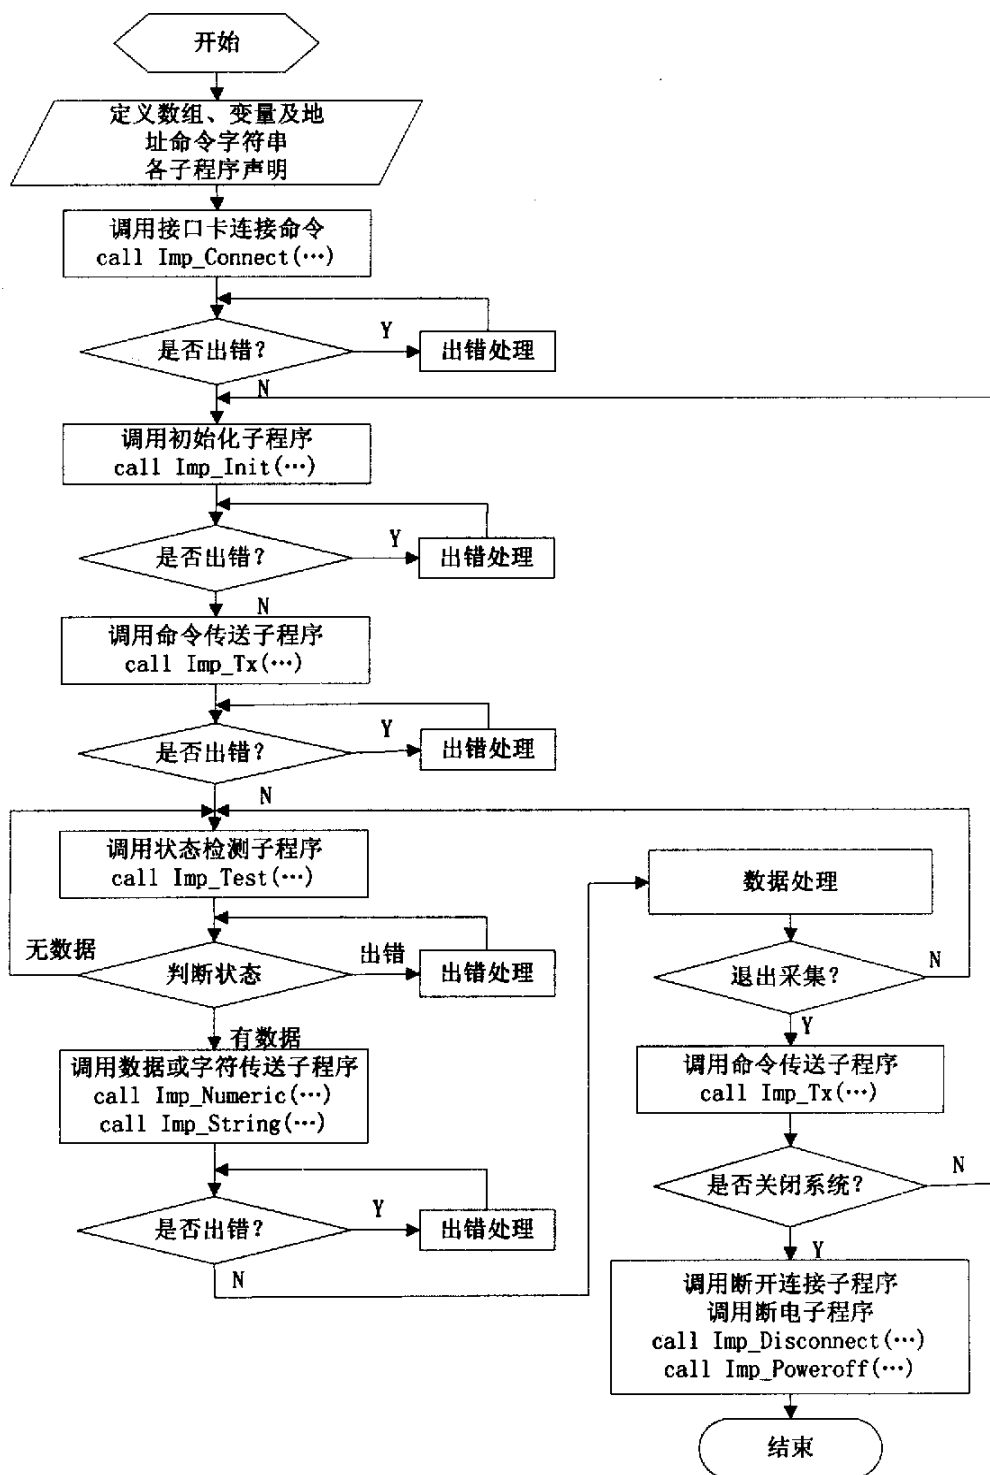 开始
定义数组、变量及地
址命令字符串
各子程序声明
调用接口卡连接命令
call Imp_Connect(…)
是否出错？
Y
出错处理
N
调用初始化子程序
call Imp_Init(…)
是否出错？
Y
出错处理
N
调用命令传送子程序
call Imp_Tx(…)
是否出错？
Y
出错处理
N
调用状态检测子程序
call Imp_Test(…)
无数据
判断状态
出错
出错处理
有数据
调用数据或字符传送子程序
call Imp_Numeric(…)
call Imp_String(…)
是否出错？
Y
出错处理
N
数据处理
退出采集？
N
Y
调用命令传送子程序
call Imp_Tx(…)
是否关闭系统？
N
Y
调用断开连接子程序
调用断电子程序
call Imp_Disconnect(…)
call Imp_Poweroff(…)
结束